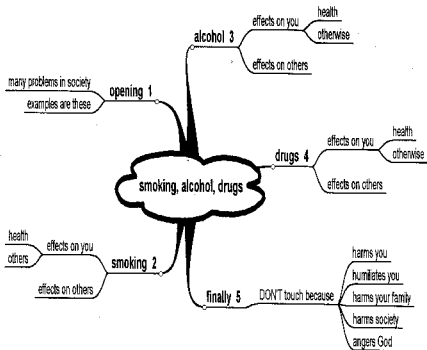 smoking, alcohol, drugs
opening 1
many problems in society
examples are these
smoking 2
effects on you
health
others
effects on others
alcohol 3
effects on you
health
otherwise
effects on others
drugs 4
effects on you
health
otherwise
effects on others
finally 5
DON'T touch because
harms you
humiliates you
harms your family
harms society
angers God